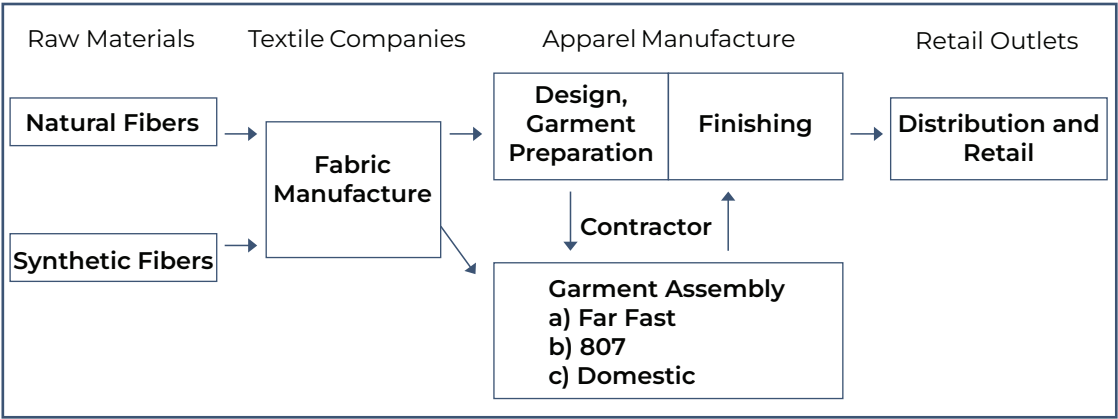 Raw Materials
Textile Companies
Apparel Manufacture
Retail Outlets
Natural Fibers
Synthetic Fibers
Fabric
Manufacture
Design,
Garment
Preparation
Finishing
Distribution and
Retail
Contractor
Garment Assembly
a) Far Fast
b) 807
c) Domestic